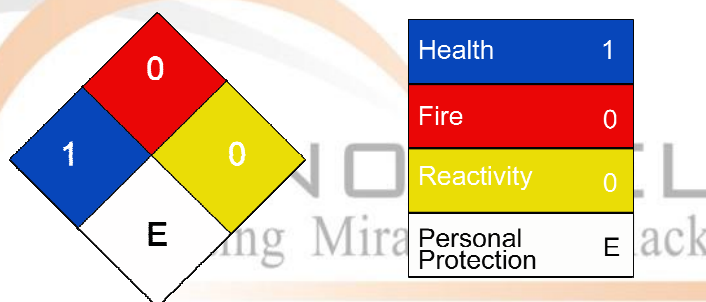 0
1
0
E
Health 1
Fire 0
Reactivity 0
Personal
Protection E
ing Mira
ack